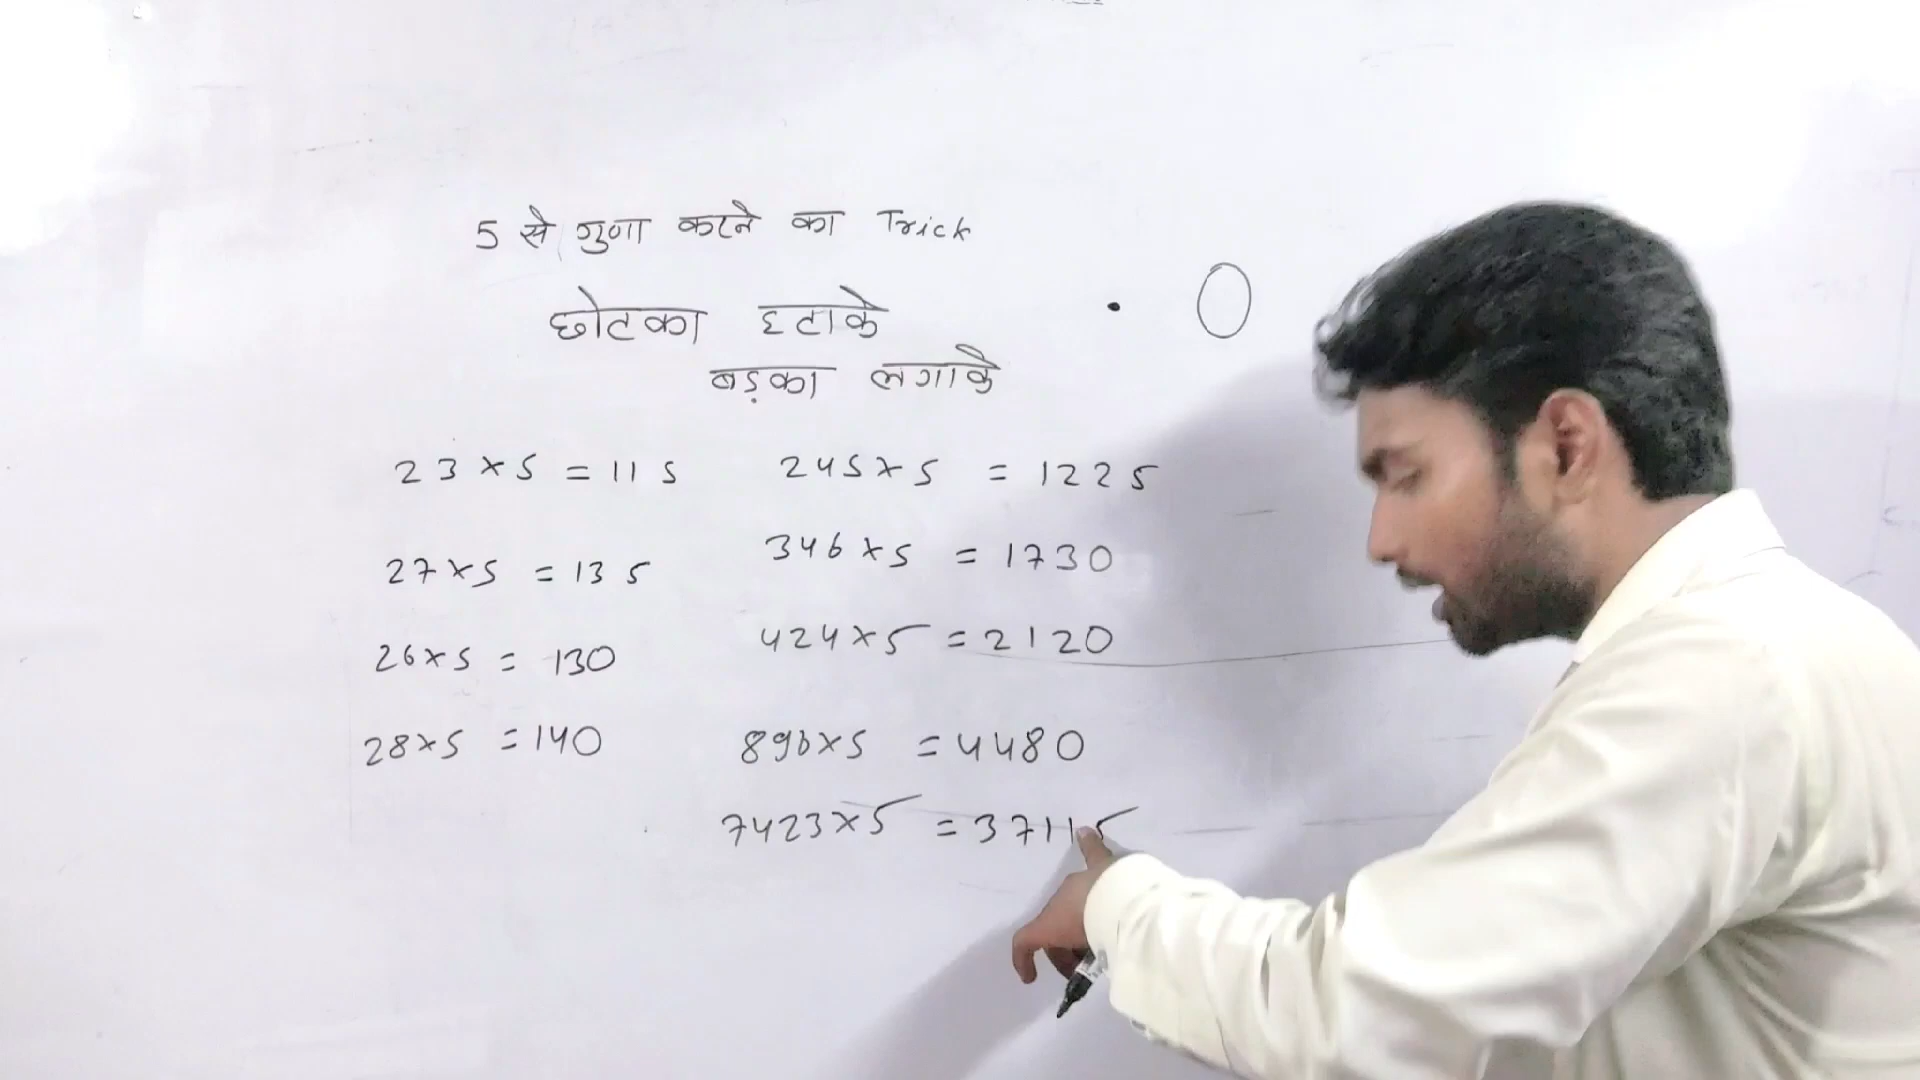 5 से गुणा करने का Trick
छोटका हटाके . 0
बड़का लगाके
23 × 5 = 115
27 × 5 = 135
26 × 5 = 130
28 × 5 = 140
245 × 5 = 1225
346 × 5 = 1730
424 × 5 = 2120
896 × 5 = 4480
7423 × 5 = 37115